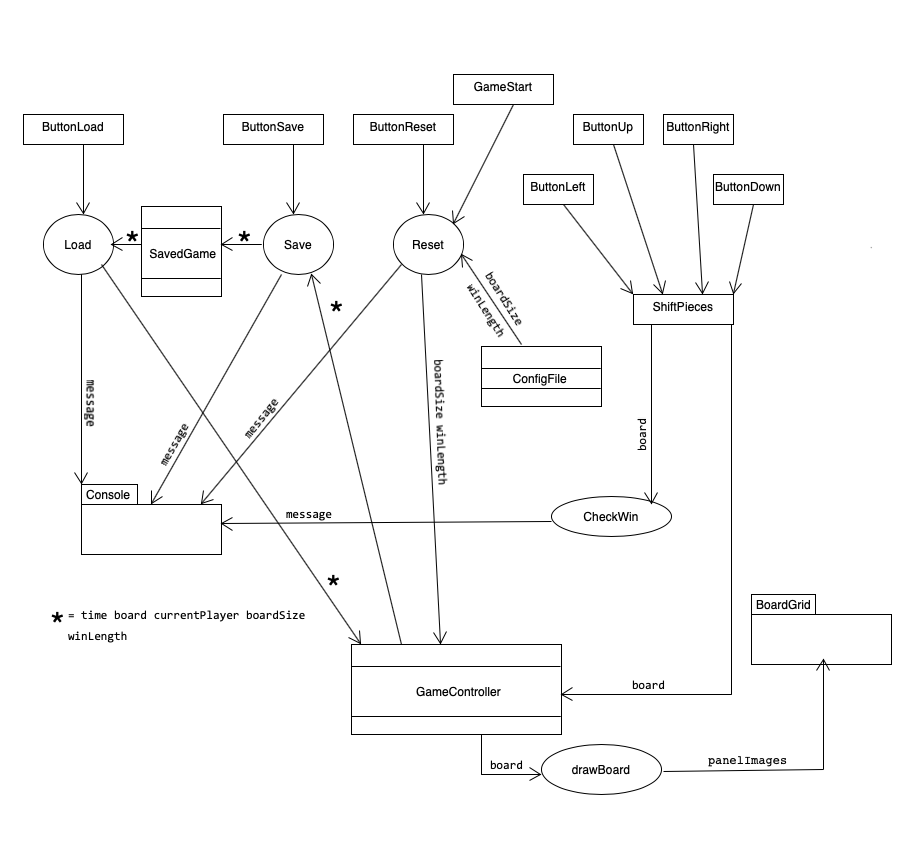 GameStart
ButtonLoad
ButtonSave
ButtonReset
ButtonUp
ButtonRight
ButtonLeft
ButtonDown
Load
*
SavedGame
*
Save
Reset
boardSize
winLength
*
ShiftPieces
ConfigFile
message
message
message
boardSize winLength
board
Console
message
CheckWin
*
* = time board currentPlayer boardSize
winLength
BoardGrid
GameController
board
board
drawBoard
panelImages